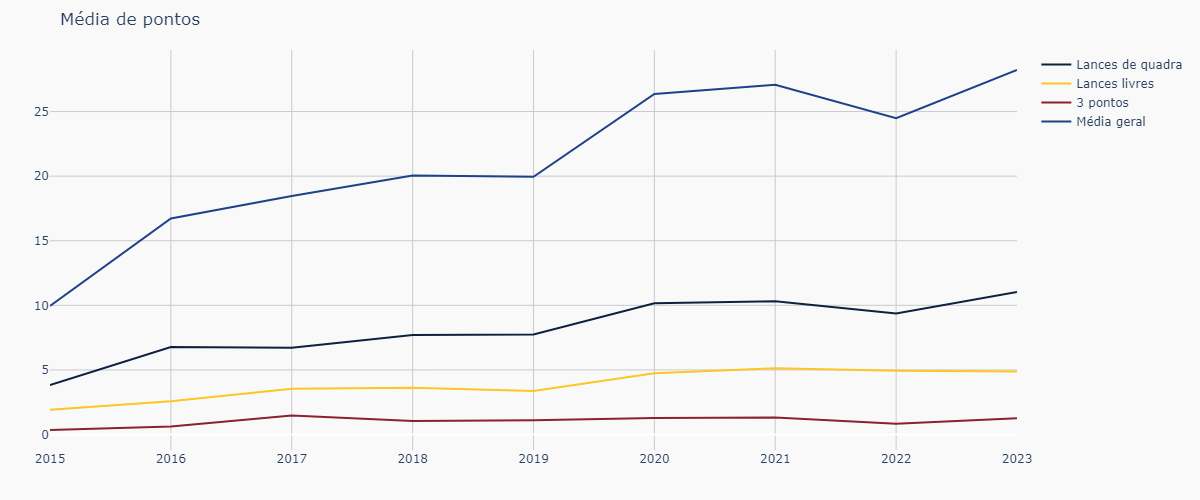 Média de pontos
Lances de quadra
Lances livres
3 pontos
Média geral
25
20
15
10
5
0
2015 2016 2017 2018 2019 2020 2021 2022 2023